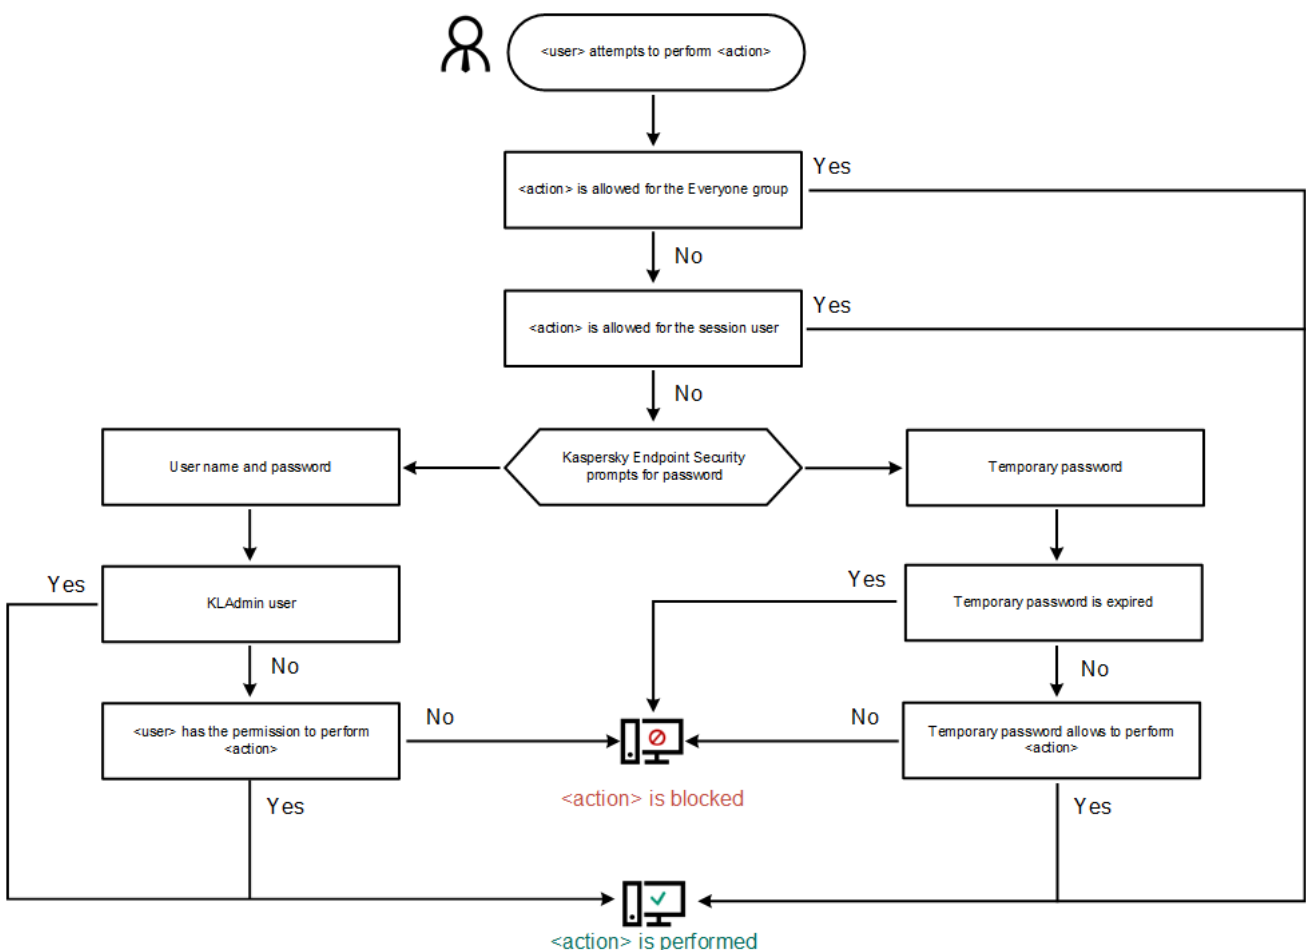 <user> attempts to perform <action>
Yes
<action> is allowed for the Everyone group
No
Yes
<action> is allowed for the session user
No
User name and password
Kaspersky Endpoint Security
prompts for password
Temporary password
Yes
KLAdmin user
Yes
Temporary password is expired
No
No
<user> has the permission to perform
<action>
No
No
Temporary password allows to perform
<action>
<action> is blocked
Yes
Yes
<action> is performed